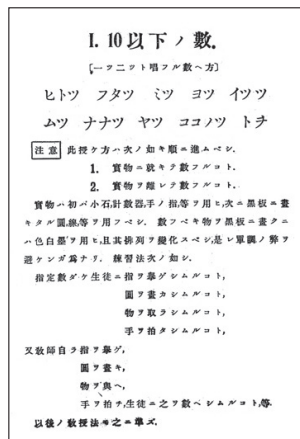 I. 10以下ノ數.
[一ツ二ツト唱フル數ヘ方]
ヒトツ フタツ ミツ ヨツ イツツ
ムツ ナナツ ヤツ ココノツ トヲ
注意 此授ケ方ハ次ノ如キ順ニ進ムベシ.
1. 實物ニ就キテ數フルコト.
2. 實物ヲ離レテ數フルコト.
實物ハ初バ小石,計數器,手ノ指,等ヲ用ヒ,次ニ黑板ニ畫
キタル圓,線,等ヲ用フベシ. 數フベキ物ヲ黑板ニ畫クニ
ハ色白墨ヲ用ヒ,且其排列ヲ變化スベシ,是レ單調ノ弊ヲ
避ケンガ爲ナリ. 練習法次ノ如シ.
指定數ダケ生徒ニ指ヲ擧ゲシムルコト,
圓ヲ畫カシムルコト,
物ヲ取ラシムルコト,
手ヲ拍タシムルコト,
又敎師自ラ指ヲ擧ゲ,
圓ヲ畫キ,
物ヲ與ヘ,
手ヲ拍チ,生徒ニ之ヲ數ヘシムルコト,等.
以後ノ敎授法モ之ニ準ズ.